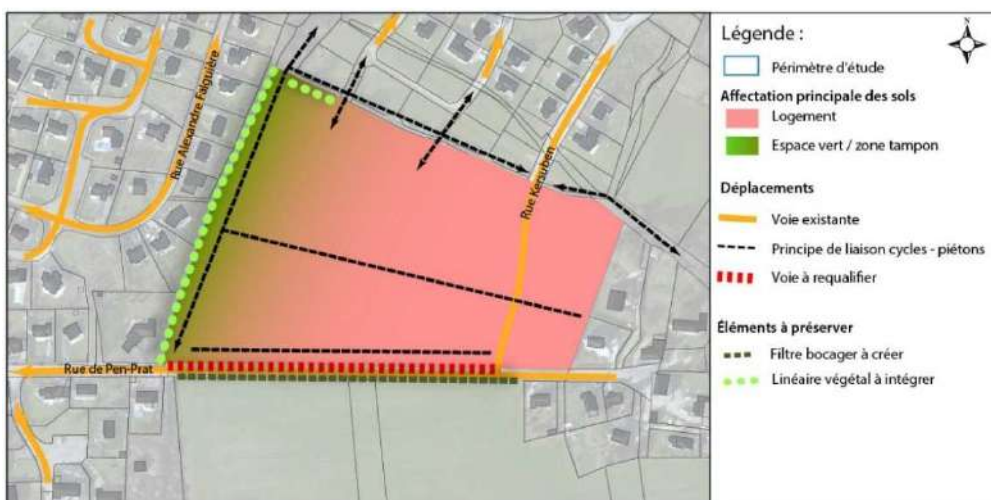 Rue Alexandre Falguière
Rue Kersuben
Rue de Pen-Prat
Légende :
N
Périmètre d'étude
Affectation principale des sols
Logement
Espace vert / zone tampon
Déplacements
Voie existante
Principe de liaison cycles - piétons
Voie à requalifier
Éléments à préserver
Filtre bocager à créer
Linéaire végétal à intégrer